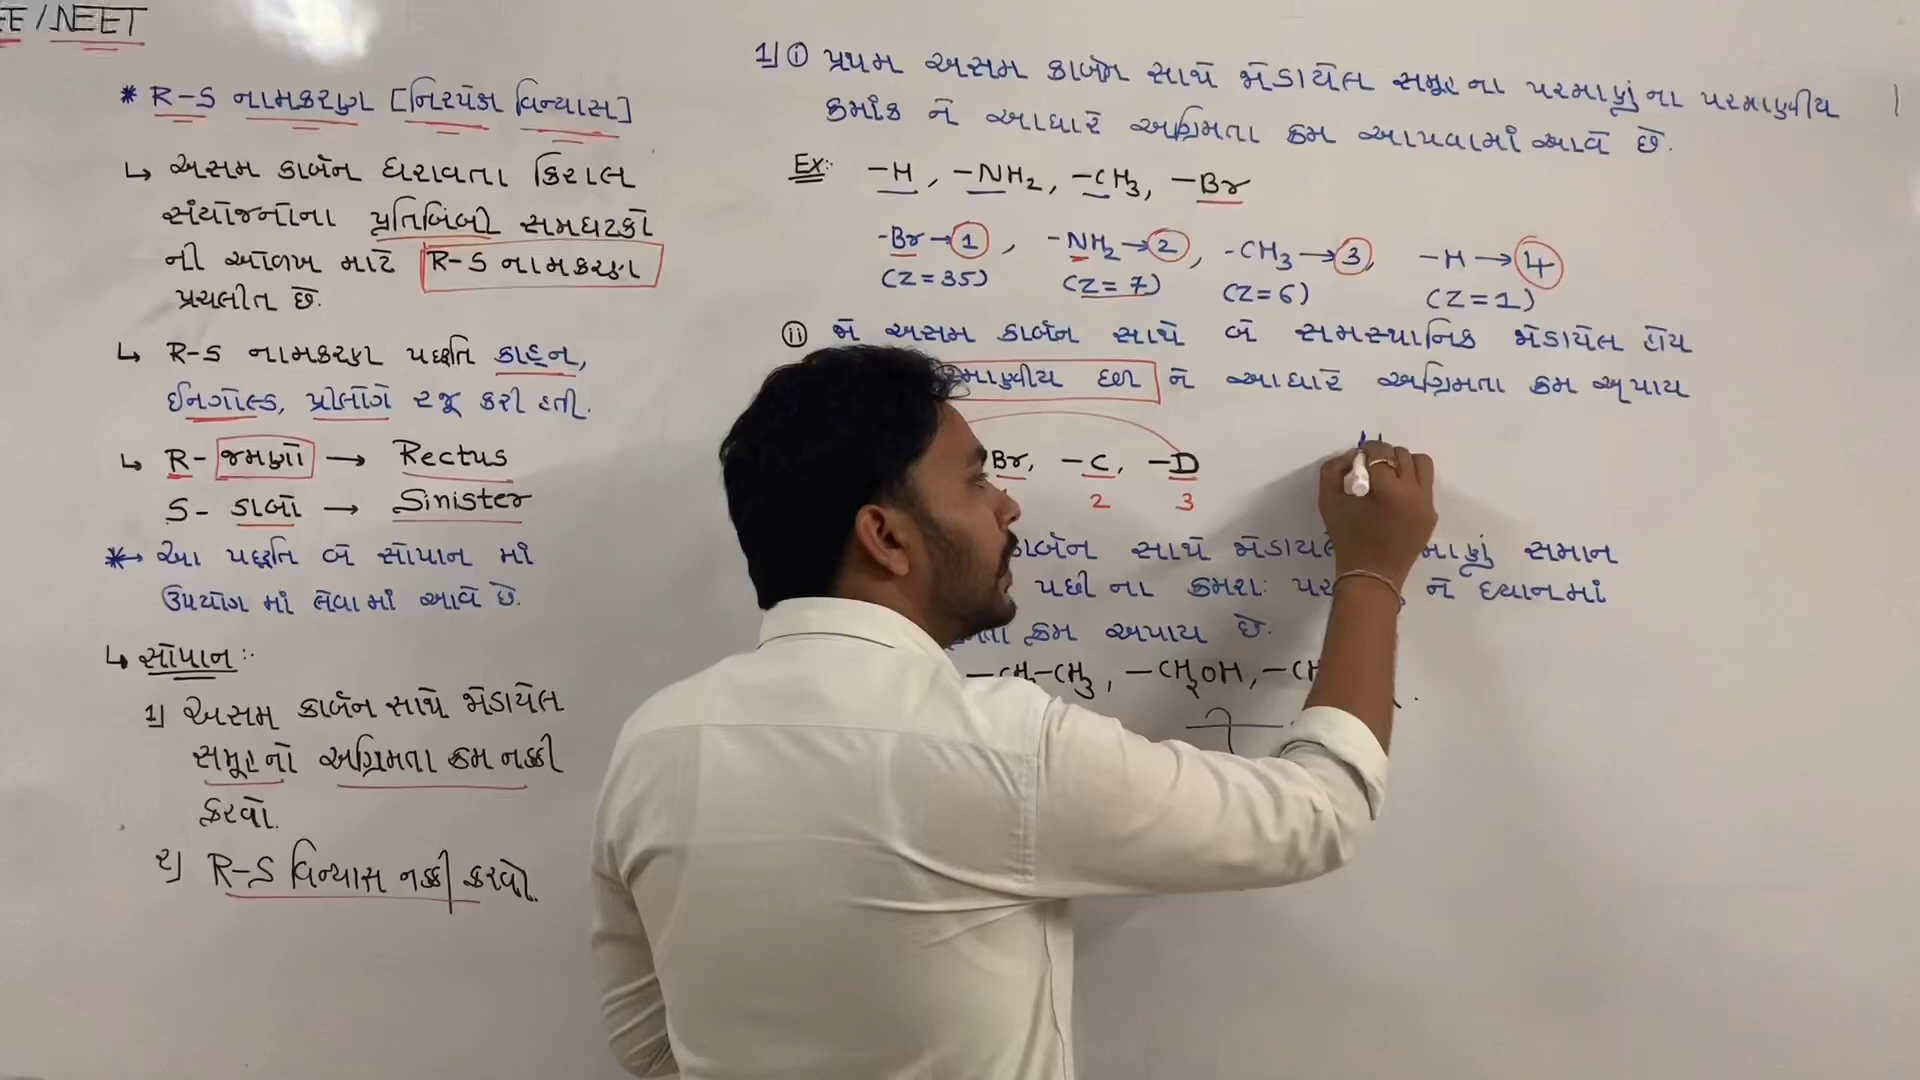 EE / NEET
* R-S નામકરણ [નિરપેક્ષ વિન્યાસ]
↳ અસમ કાર્બન ધરાવતા કિરાલ
સંયોજનોના પ્રતિબિંબી સમઘટકો
ની ઓળખ માટે R-S નામકરણ
પ્રચલીત છે.
↳ R-S નામકરણ પદ્ધતિ કાહ્ન,
ઈનગોલ્ડ, પ્રીલોગે રજૂ કરી હતી.
↳ R- જમણો → Rectus
S- ડાબો → Sinister
*→ આ પદ્ધતિ બે સોપાન માં
ઉપયોગ માં લેવામાં આવે છે.
↳ સોપાન :-
1) અસમ કાર્બન સાથે જોડાયેલ
સમૂહનો અગ્રિમતા ક્રમ નક્કી
કરવો.
૨) R-S વિન્યાસ નક્કી કરવો.
1) ① પ્રથમ અસમ કાર્બન સાથે જોડાયેલ સમૂહના પરમાણુંના પરમાણ્વીય
ક્રમાંક ને આધારે અગ્રિમતા ક્રમ આપવામાં આવે છે.
Ex:- -H, -NH₂, -CH₃, -Br
-Br→1, -NH₂→2, -CH₃→3, -H→4
(Z=35) (Z=7) (Z=6) (Z=1)
ⅱ જો અસમ કાર્બન સાથે બે સમસ્થાનિક જોડાયેલ હોય
દળ ને આધારે અગ્રિમતા ક્રમ અપાય
Br, -C, -D
2 3
કાર્બન સાથે સમાન
પછી ના ક્રમશઃ ને ધ્યાનમાં
ક્રમ અપાય છે.
-CH₃, -CH₂OH,